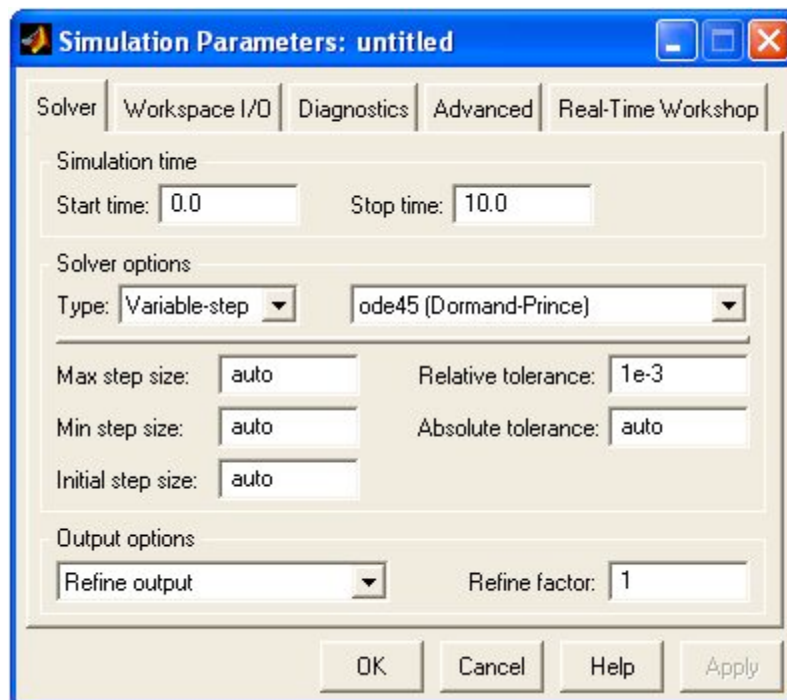 Simulation Parameters: untitled
Solver Workspace I/O Diagnostics Advanced Real-Time Workshop
Simulation time
Start time: 0.0 Stop time: 10.0
Solver options
Type: Variable-step ode45 (Dormand-Prince)
Max step size: auto Relative tolerance: 1e-3
Min step size: auto Absolute tolerance: auto
Initial step size: auto
Output options
Refine output Refine factor: 1
OK Cancel Help Apply